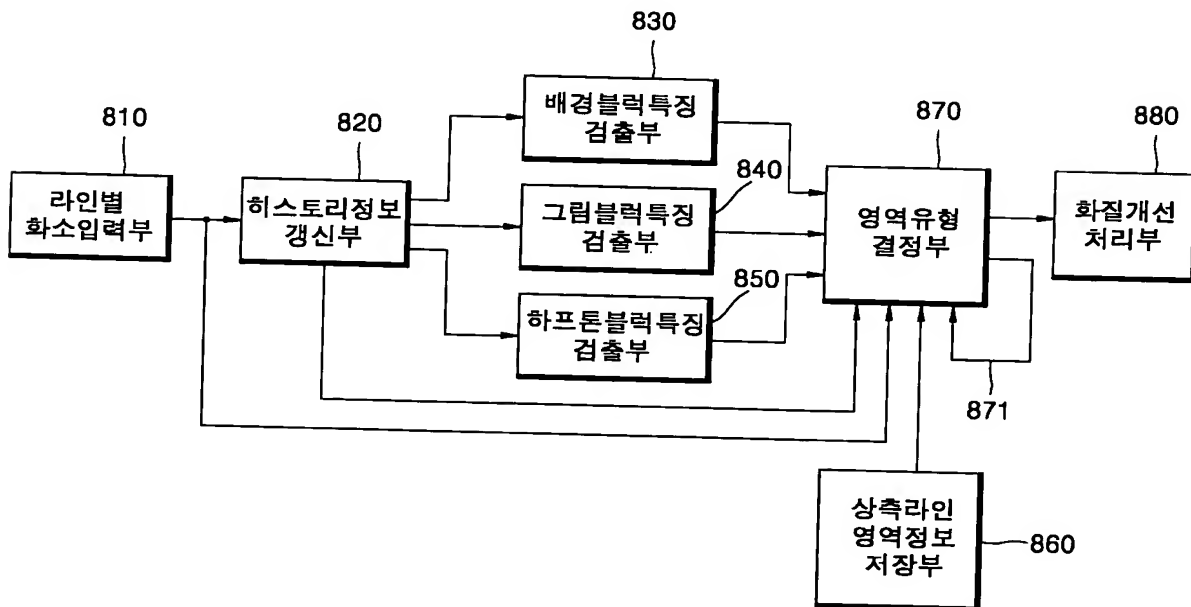 830
배경블럭특징
검출부
810
라인별
화소입력부
820
히스토리정보
갱신부
840
그림블럭특징
검출부
850
하프톤블럭특징
검출부
870
영역유형
결정부
880
화질개선
처리부
871
상측라인
영역정보
저장부
860